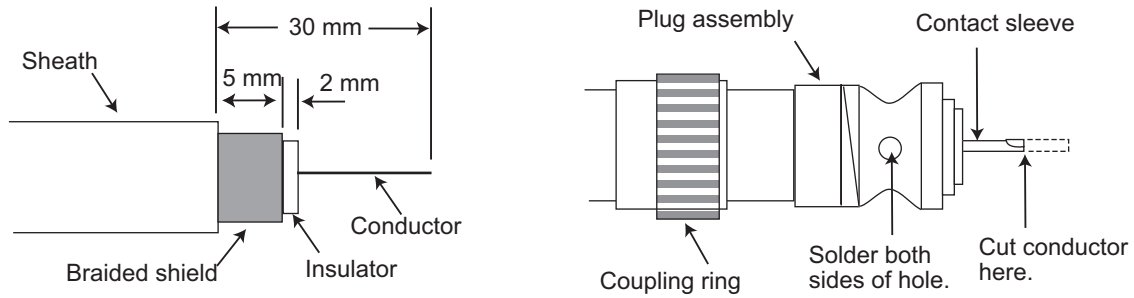 30 mm
Sheath
5 mm
2 mm
Conductor
Braided shield
Insulator
Plug assembly
Contact sleeve
Coupling ring
Solder both
sides of hole.
Cut conductor
here.